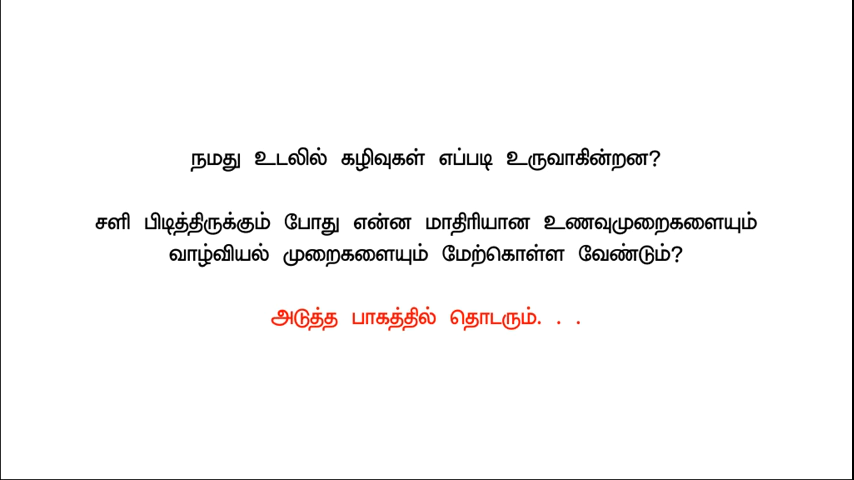 நமது உடலில் கழிவுகள் எப்படி உருவாகின்றன?
சளி பிடித்திருக்கும் போது என்ன மாதிரியான உணவுமுறைகளையும்
வாழ்வியல் முறைகளையும் மேற்கொள்ள வேண்டும்?
அடுத்த பாகத்தில் தொடரும். . .